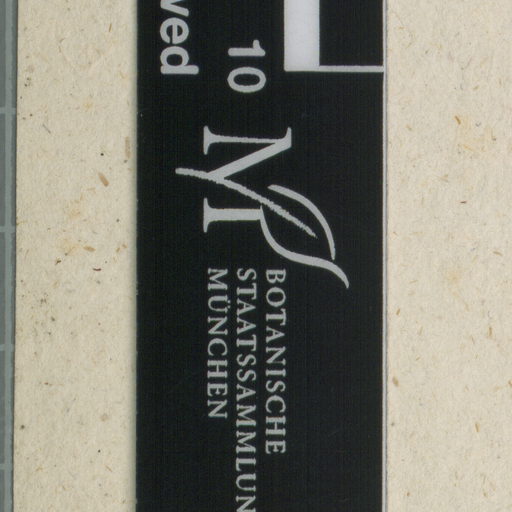 ved
10
BOTANISCHE
STAATSSAMMLUN
MÜNCHEN